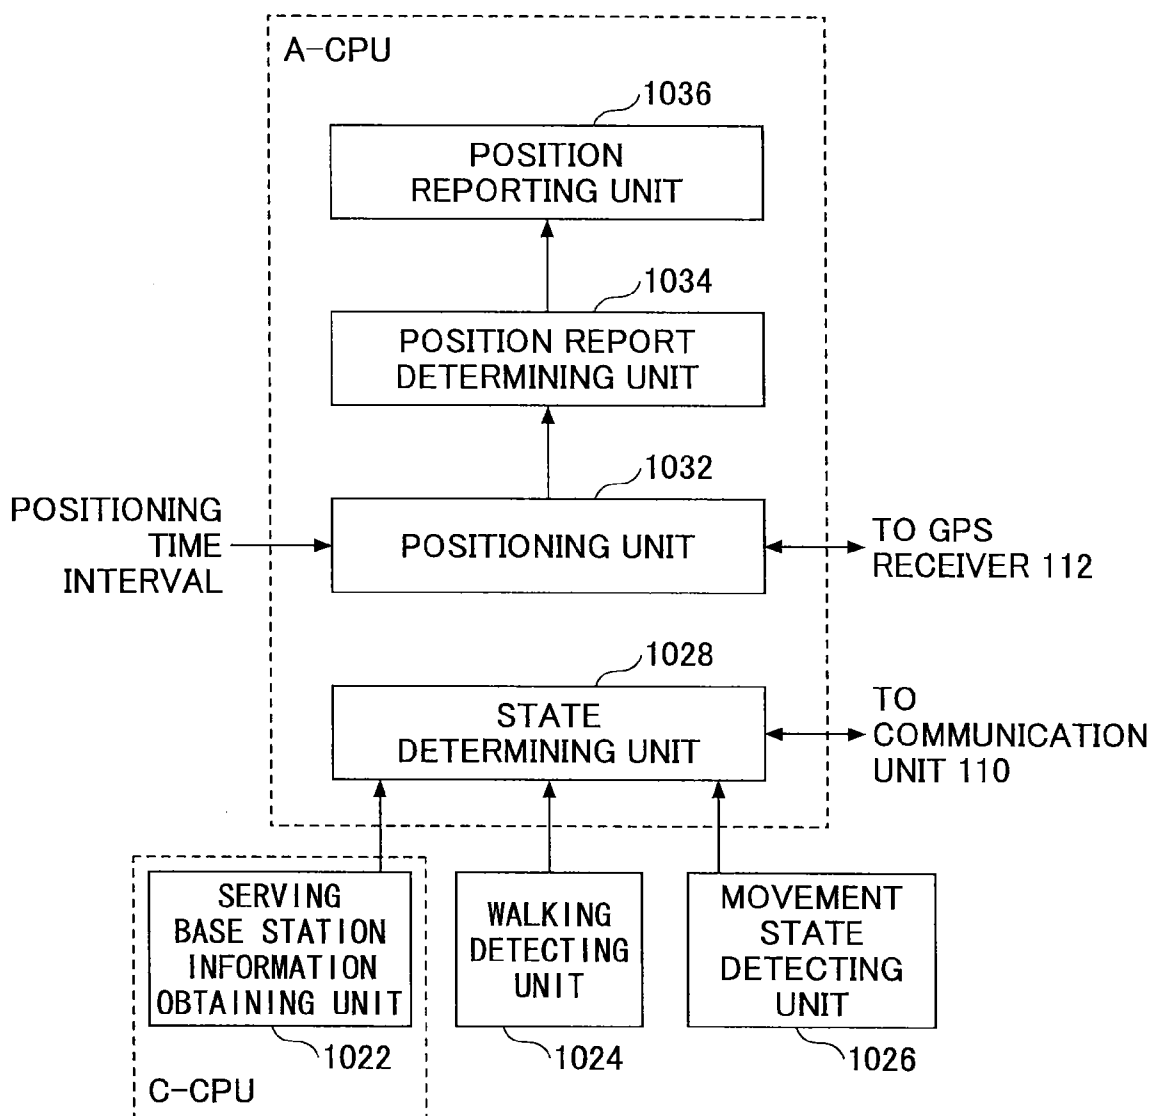 A-CPU
1036
POSITION
REPORTING UNIT
1034
POSITION REPORT
DETERMINING UNIT
1032
POSITIONING
TIME
INTERVAL
POSITIONING UNIT
TO GPS
RECEIVER 112
1028
STATE
DETERMINING UNIT
TO
COMMUNICATION
UNIT 110
SERVING
BASE STATION
INFORMATION
OBTAINING UNIT
WALKING
DETECTING
UNIT
MOVEMENT
STATE
DETECTING
UNIT
1022
1024
1026
C-CPU